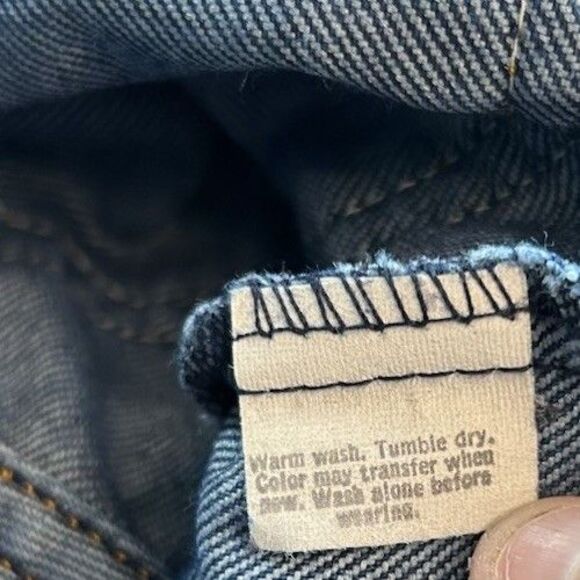 Warm wash. Tumble dry.
Color may transfer when
new. Wash alone before
wearing.